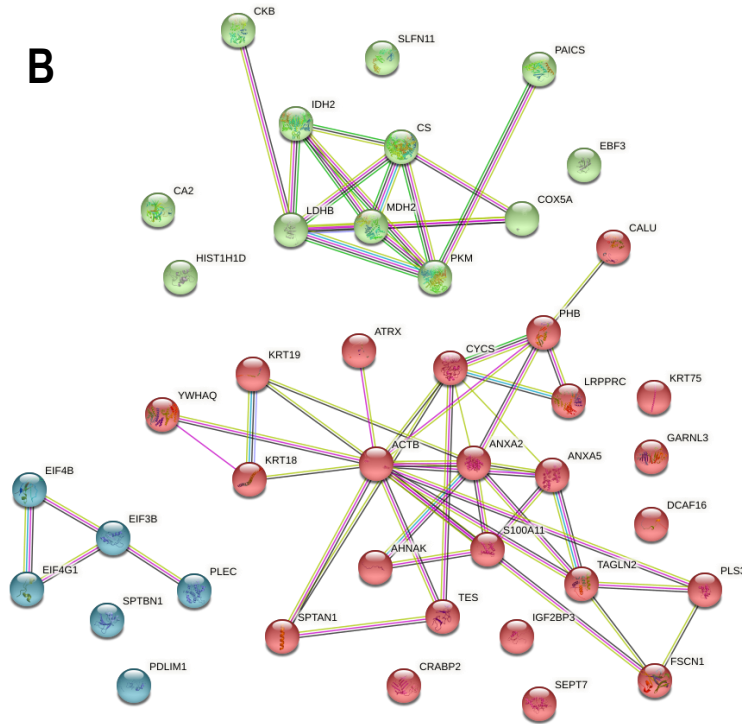 CKB
B
SLFN11
PAICS
IDH2
CS
EBF3
CA2
LDHB
MDH2
COX5A
HIST1H1D
PKM
CALU
PHB
ATRX
CYCS
KRT19
LRPPRC
KRT75
YWHAQ
ACTB
ANXA2
GARNL3
KRT18
ANXA5
EIF4B
DCAF16
EIF3B
S100A11
AHNAK
TAGLN2
PLS3
EIF4G1
PLEC
SPTBN1
TES
IGF2BP3
SPTAN1
FSCN1
PDLIM1
CRABP2
SEPT7